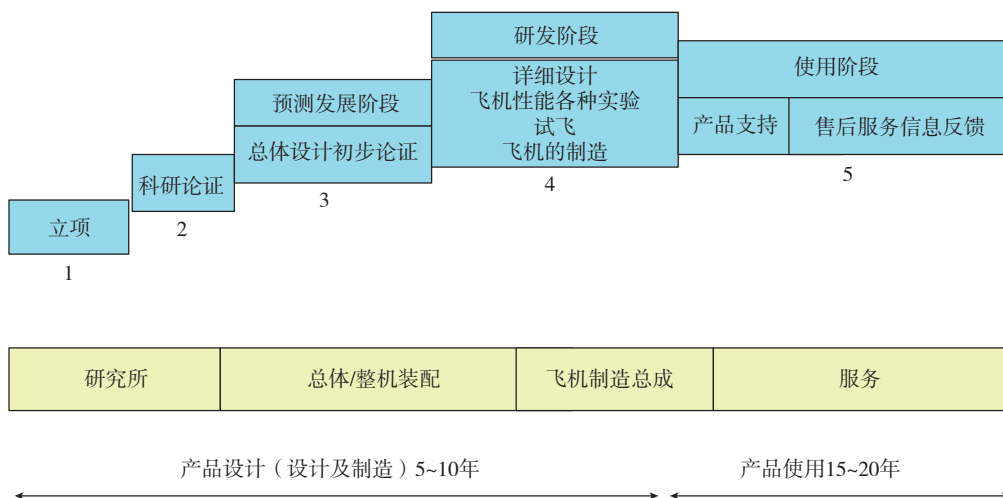 研发阶段
使用阶段
详细设计
飞机性能各种实验
试飞
飞机的制造
预测发展阶段
产品支持
售后服务信息反馈
总体设计初步论证
科研论证
立项
1
2
3
4
5
研究所
总体/整机装配
飞机制造总成
服务
产品设计（设计及制造）5~10年
产品使用15~20年